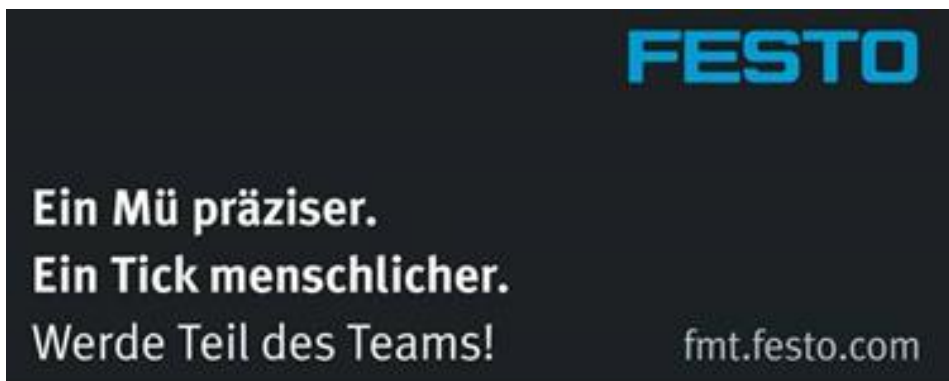 FESTO
Ein Mü präziser.
Ein Tick menschlicher.
Werde Teil des Teams!
fmt.festo.com